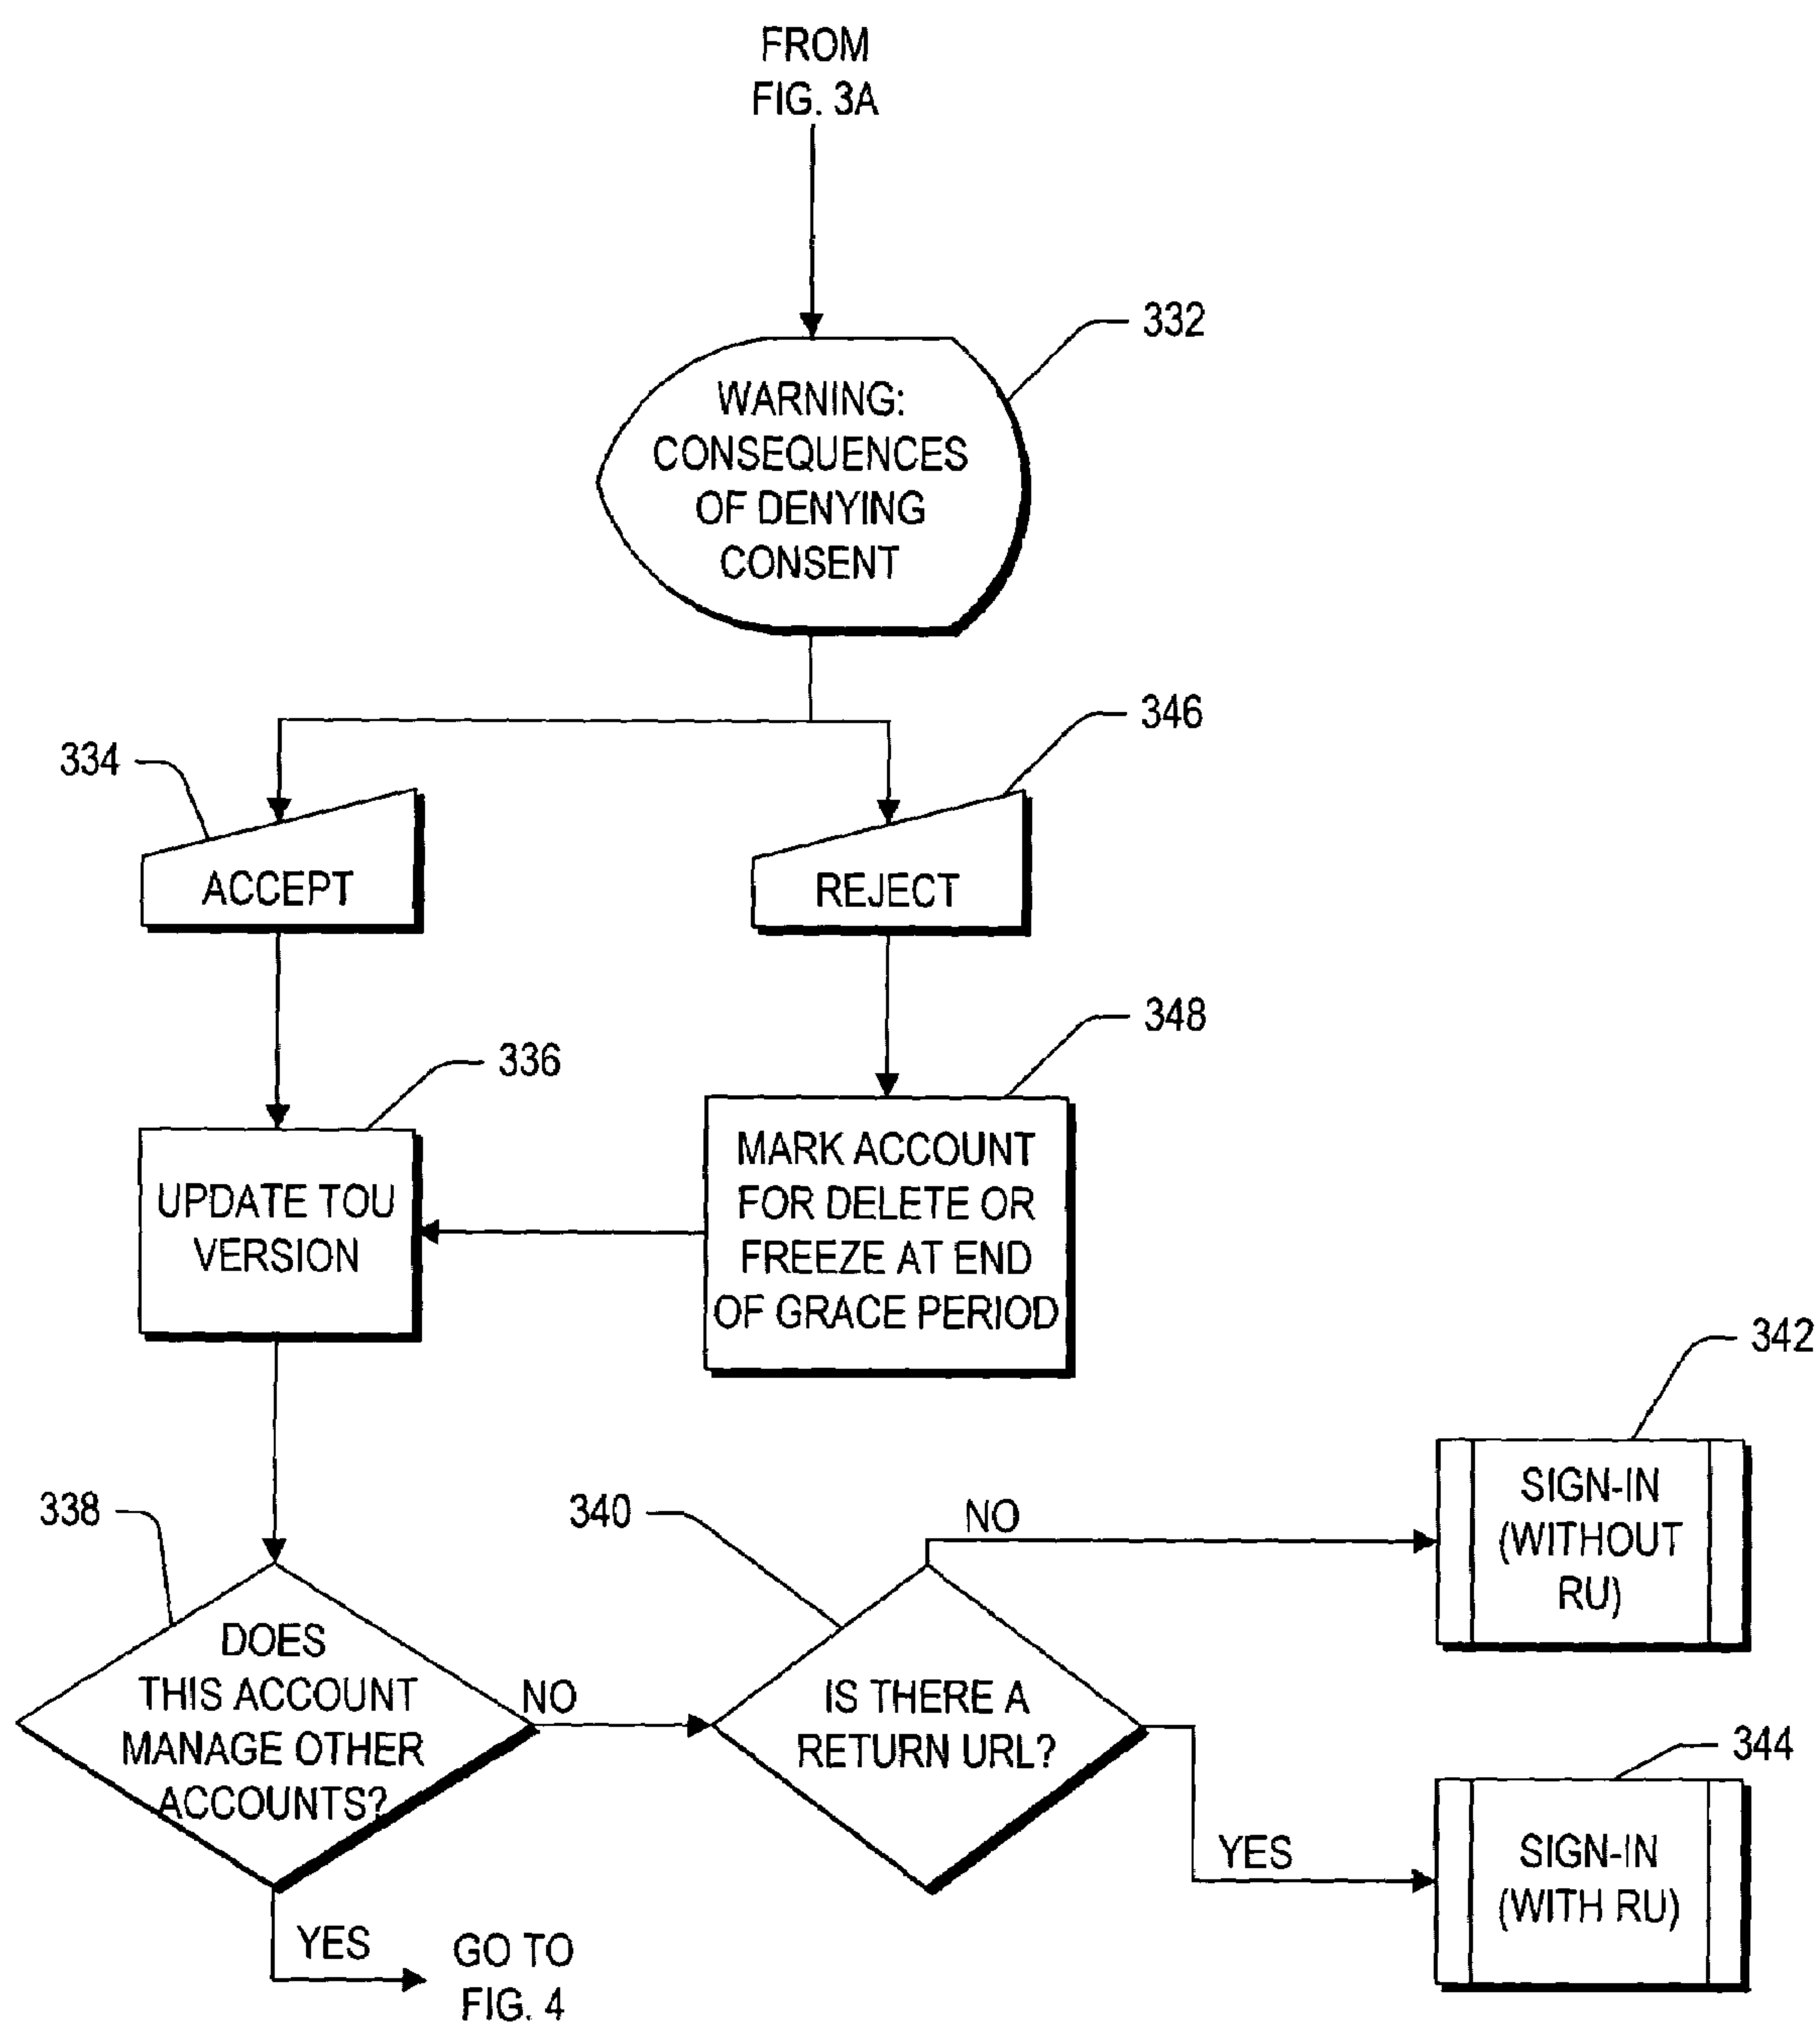 FROM
FIG. 3A
332
WARNING:
CONSEQUENCES
OF DENYING
CONSENT
334
346
ACCEPT
REJECT
336
348
UPDATE TOU
VERSION
MARK ACCOUNT
FOR DELETE OR
FREEZE AT END
OF GRACE PERIOD
338
340
342
NO
SIGN-IN
(WITHOUT
RU)
DOES
THIS ACCOUNT
MANAGE OTHER
ACCOUNTS?
NO
IS THERE A
RETURN URL?
344
YES
SIGN-IN
(WITH RU)
YES
GO TO
FIG. 4